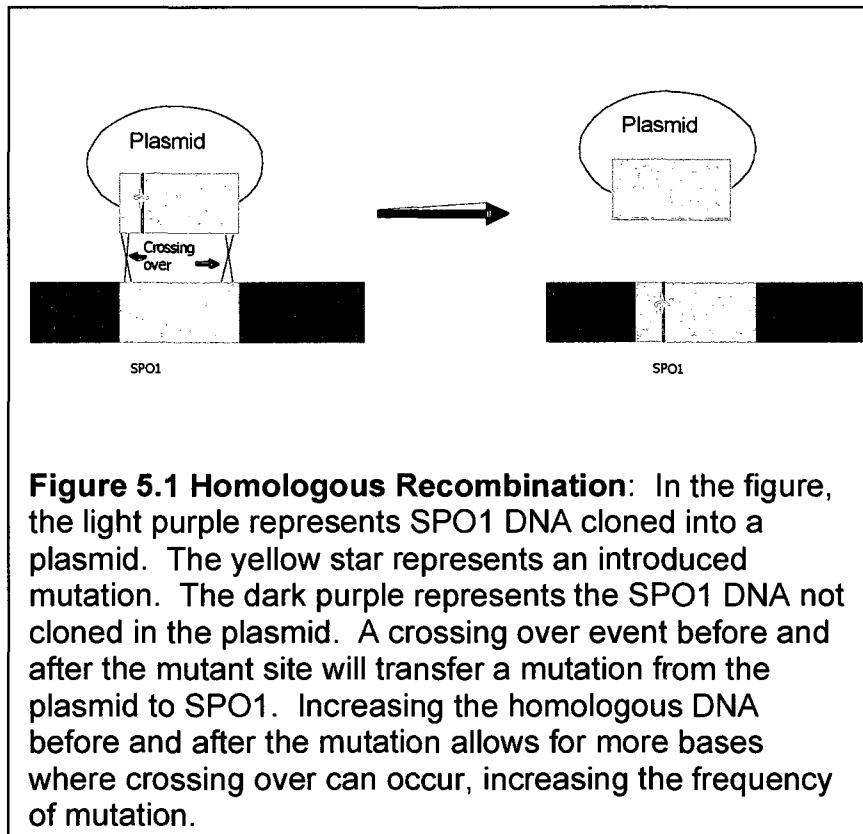 Plasmid
Plasmid
Crossing
over
SPO1
SPO1
Figure 5.1 Homologous Recombination: In the figure,
the light purple represents SPO1 DNA cloned into a
plasmid. The yellow star represents an introduced
mutation. The dark purple represents the SPO1 DNA not
cloned in the plasmid. A crossing over event before and
after the mutant site will transfer a mutation from the
plasmid to SPO1. Increasing the homologous DNA
before and after the mutation allows for more bases
where crossing over can occur, increasing the frequency
of mutation.